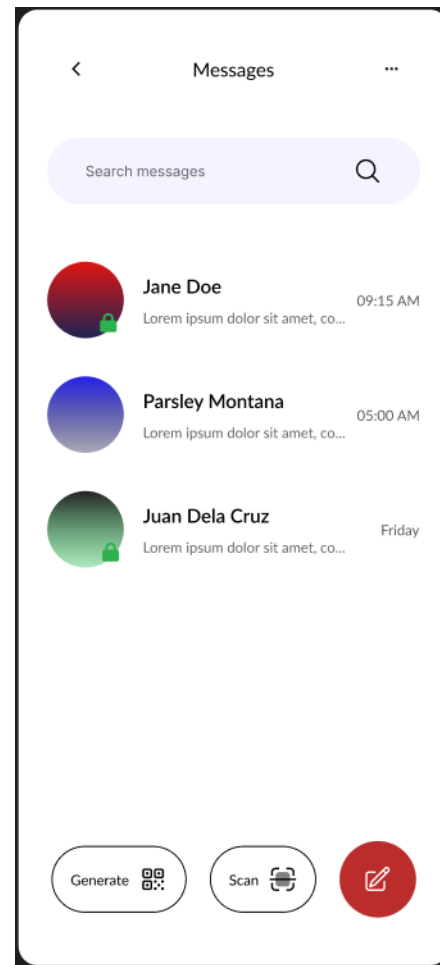 Messages
Search messages
Jane Doe
Lorem ipsum dolor sit amet, co...
09:15 AM
Parsley Montana
Lorem ipsum dolor sit amet, co...
05:00 AM
Juan Dela Cruz
Lorem ipsum dolor sit amet, co...
Friday
Generate
Scan